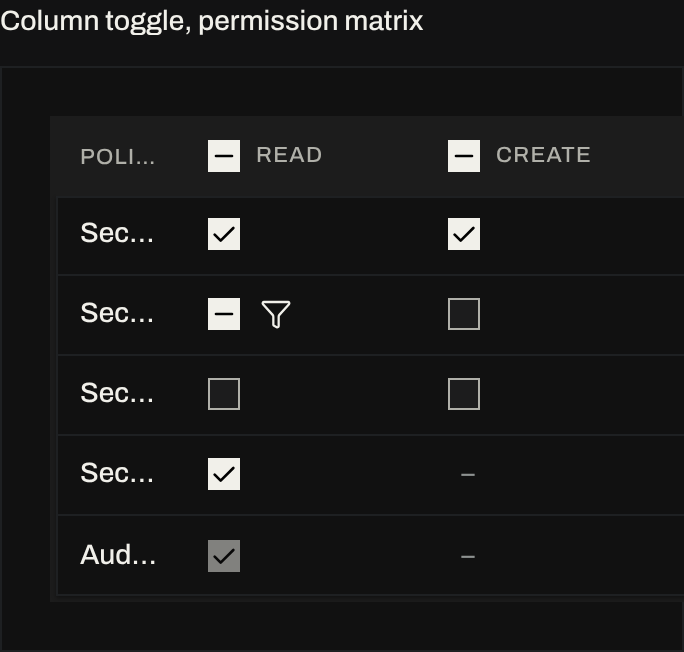 Column toggle, permission matrix
POLI... READ CREATE
Sec...
Sec...
Sec...
Sec... –
Aud... –